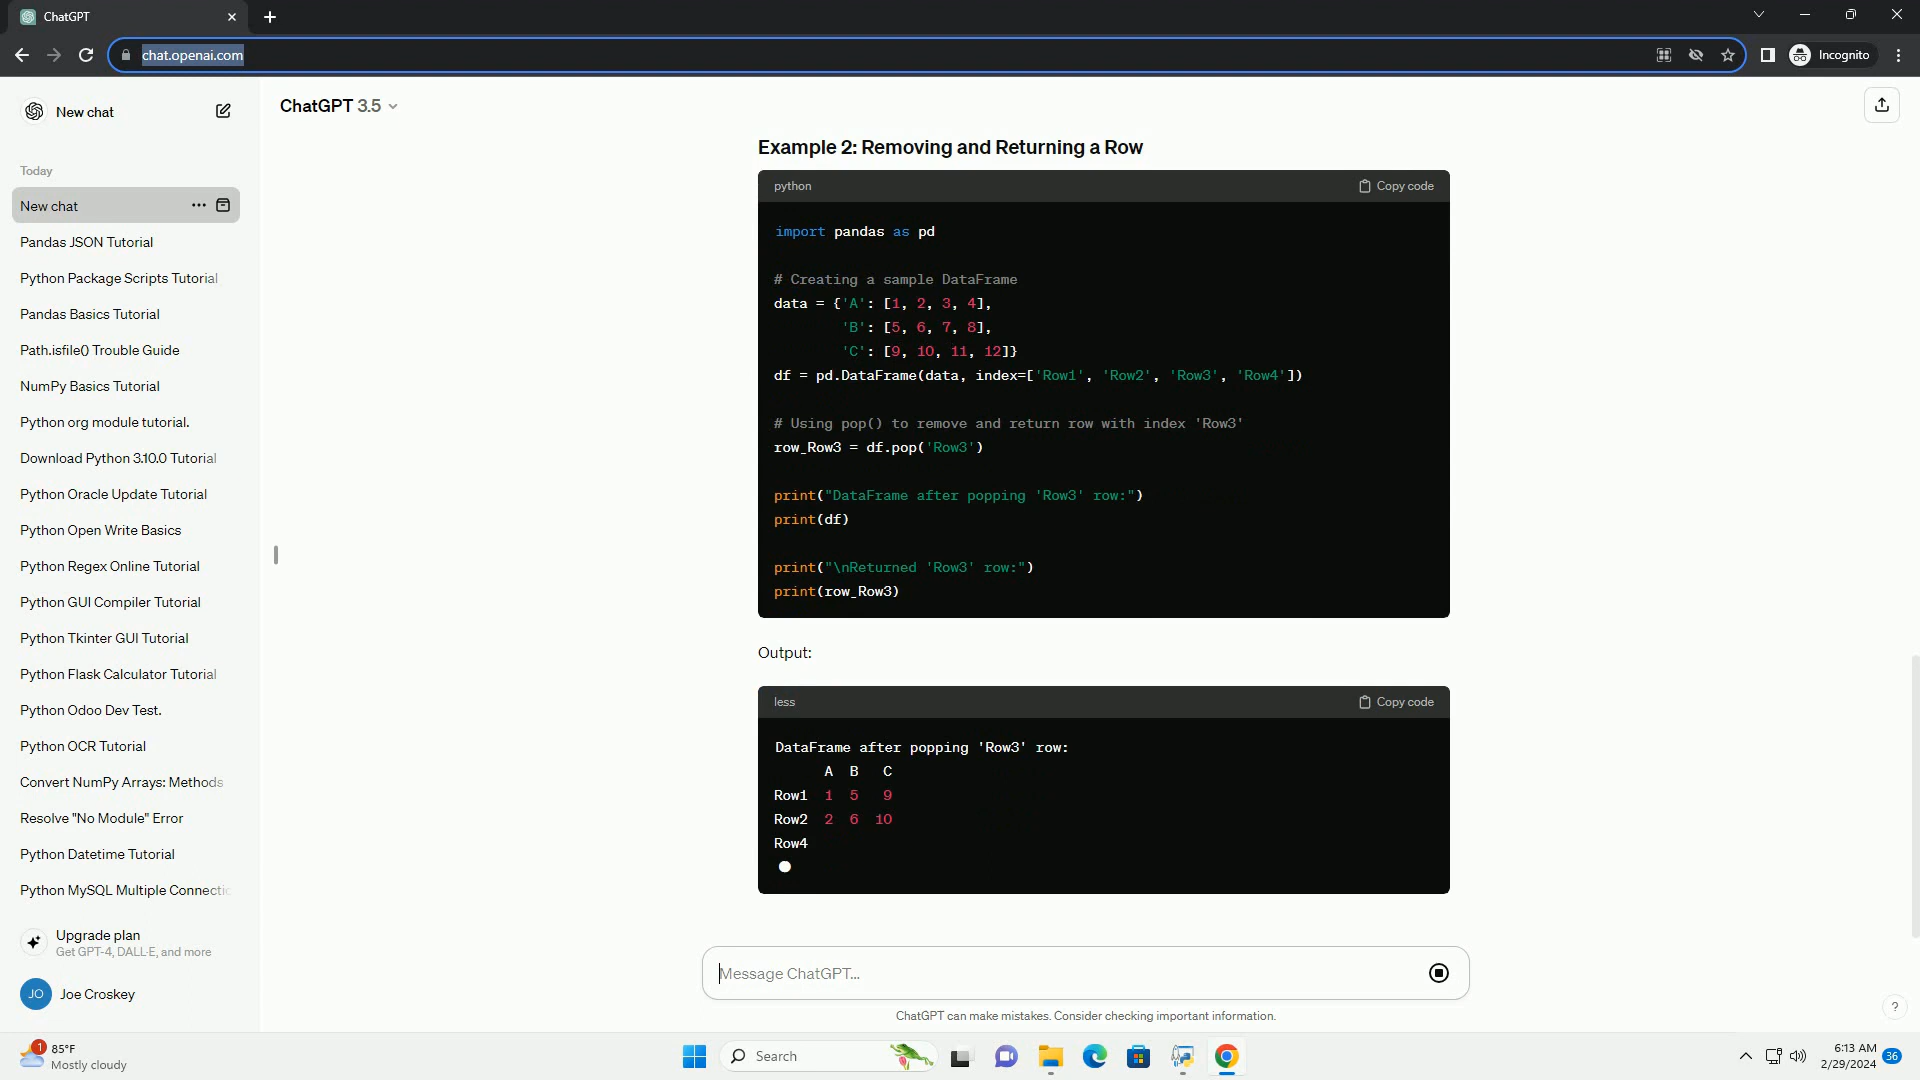 ChatGPT
chat.openai.com
Incognito
New chat
Today
New chat
Pandas JSON Tutorial
Python Package Scripts Tutorial
Pandas Basics Tutorial
Path.isfile() Trouble Guide
NumPy Basics Tutorial
Python org module tutorial.
Download Python 3.10.0 Tutorial
Python Oracle Update Tutorial
Python Open Write Basics
Python Regex Online Tutorial
Python GUI Compiler Tutorial
Python Tkinter GUI Tutorial
Python Flask Calculator Tutorial
Python Odoo Dev Test.
Python OCR Tutorial
Convert NumPy Arrays: Methods
Resolve "No Module" Error
Python Datetime Tutorial
Python MySQL Multiple Connectic
Upgrade plan
Get GPT-4, DALL·E, and more
JO Joe Croskey
ChatGPT 3.5
Example 2: Removing and Returning a Row
python Copy code
import pandas as pd
# Creating a sample DataFrame
data = {'A': [1, 2, 3, 4],
'B': [5, 6, 7, 8],
'C': [9, 10, 11, 12]}
df = pd.DataFrame(data, index=['Row1', 'Row2', 'Row3', 'Row4'])
# Using pop() to remove and return row with index 'Row3'
row_Row3 = df.pop('Row3')
print("DataFrame after popping 'Row3' row:")
print(df)
print("\nReturned 'Row3' row:")
print(row_Row3)
Output:
less Copy code
DataFrame after popping 'Row3' row:
A B C
Row1 1 5 9
Row2 2 6 10
Row4
Message ChatGPT…
ChatGPT can make mistakes. Consider checking important information.
?
1
85°F
Mostly cloudy
Search
6:13 AM
2/29/2024
36